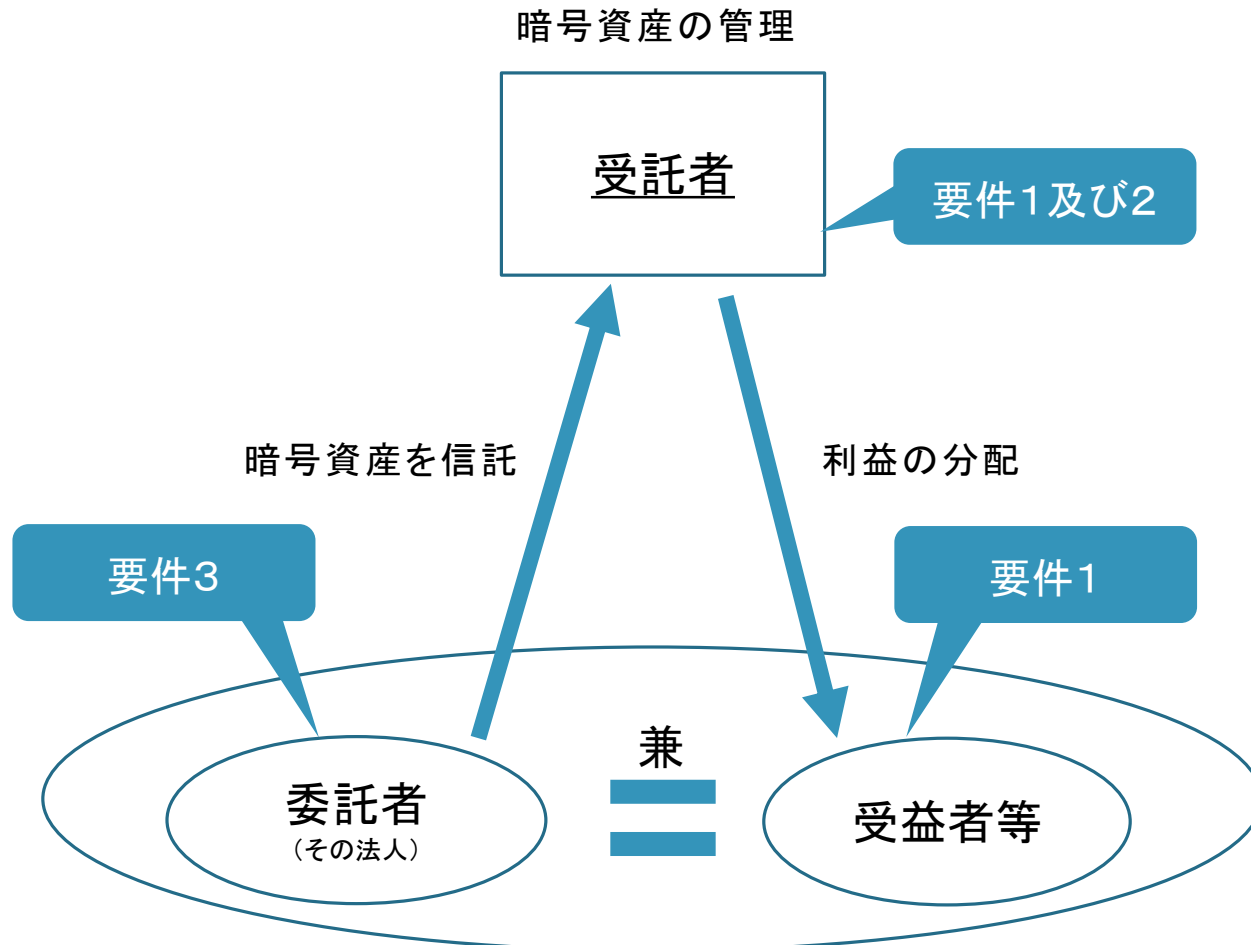 暗号資産の管理
受託者
要件1及び2
暗号資産を信託
利益の分配
要件3
要件1
兼
委託者
（その法人）
受益者等